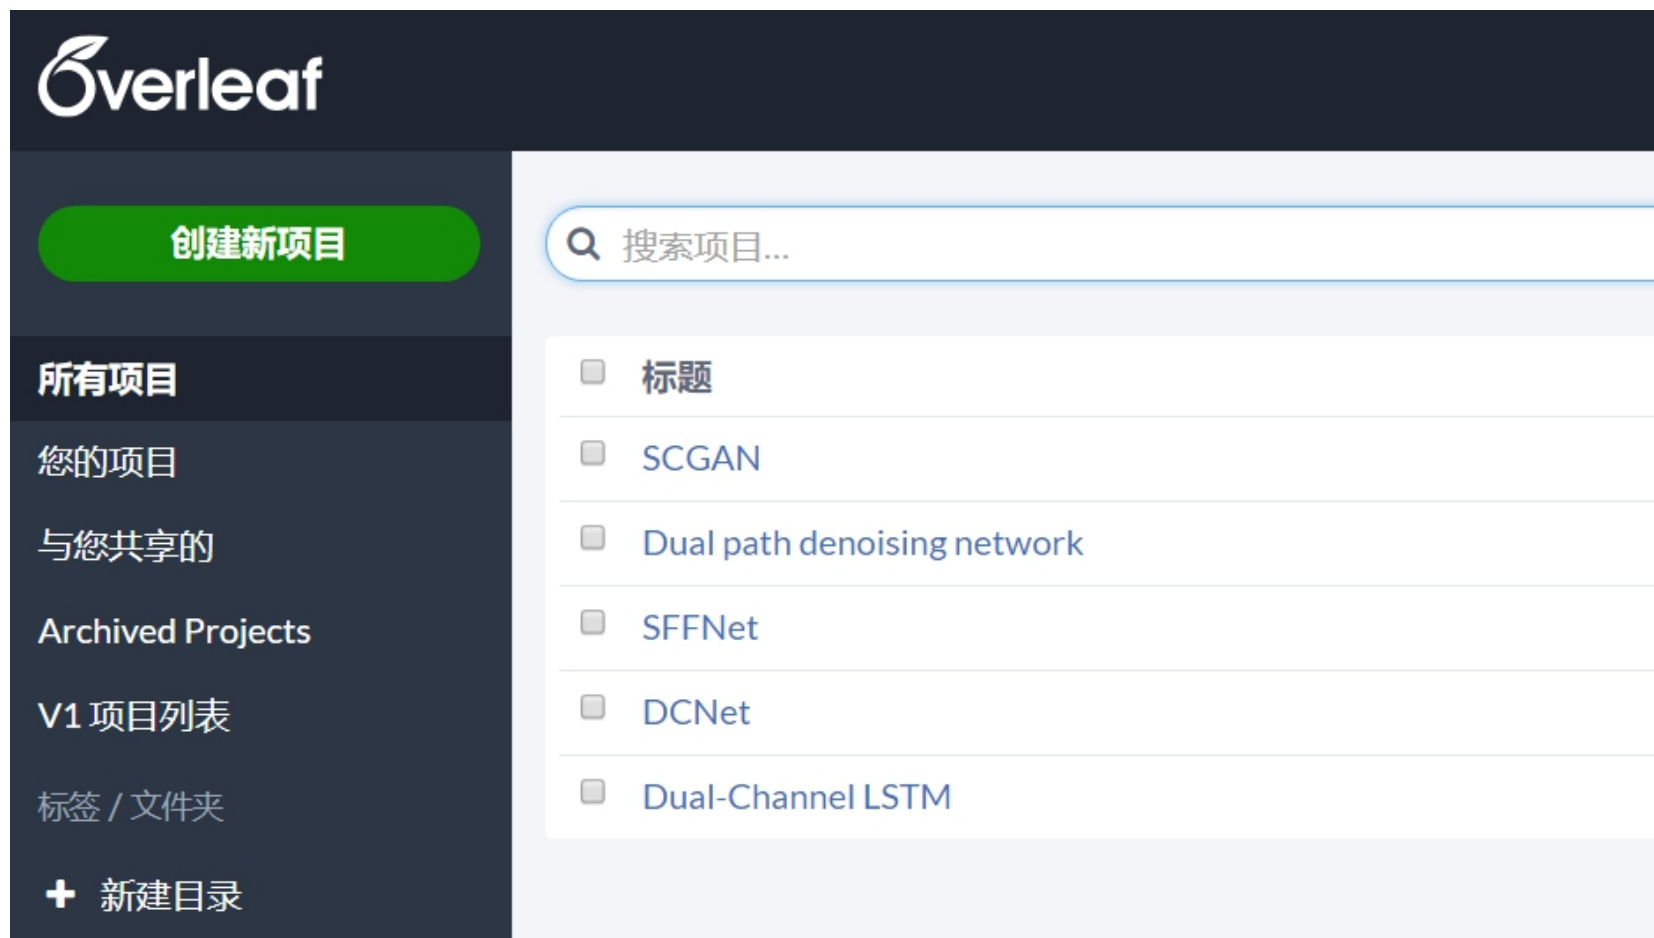 Overleaf
创建新项目
搜索项目...
所有项目
您的项目
与您共享的
Archived Projects
V1 项目列表
标签 / 文件夹
新建目录
标题
SCGAN
Dual path denoising network
SFFNet
DCNet
Dual-Channel LSTM